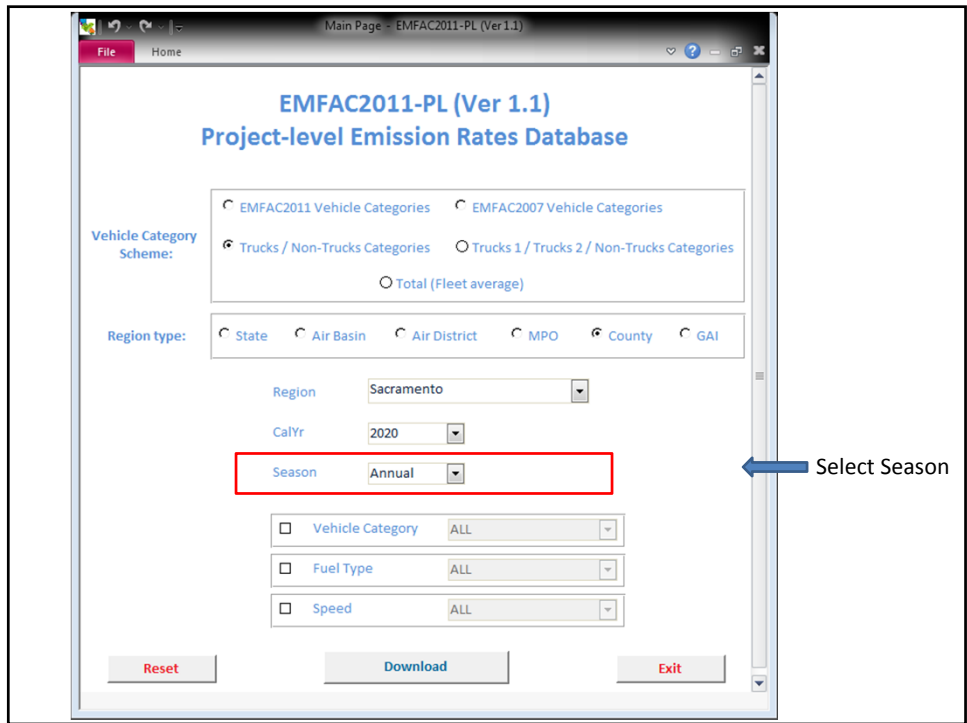 Main Page - EMFAC2011-PL (Ver 1.1)
File Home
EMFAC2011-PL (Ver 1.1)
Project-level Emission Rates Database
Vehicle Category
Scheme:
EMFAC2011 Vehicle Categories EMFAC2007 Vehicle Categories
Trucks / Non-Trucks Categories Trucks 1 / Trucks 2 / Non-Trucks Categories
Total (Fleet average)
Region type: State Air Basin Air District MPO County GAI
Region Sacramento
CalYr 2020
Season Annual
Select Season
Vehicle Category ALL
Fuel Type ALL
Speed ALL
Reset Download Exit